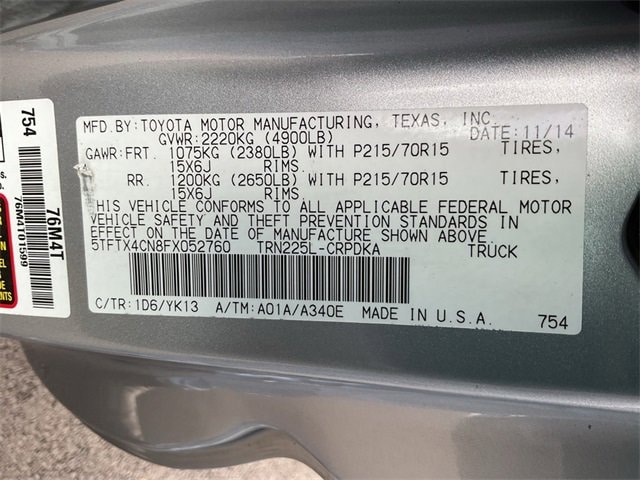 MFD.BY:TOYOTA MOTOR MANUFACTURING, TEXAS, INC.
GVWR:2220KG (4900LB) DATE:11/14
GAWR:FRT. 1075KG (2380LB) WITH P215/70R15 TIRES,
15X6J RIMS
RR. 1200KG (2650LB) WITH P215/70R15 TIRES,
15X6J RIMS
THIS VEHICLE CONFORMS TO ALL APPLICABLE FEDERAL MOTOR
VEHICLE SAFETY AND THEFT PREVENTION STANDARDS IN
EFFECT ON THE DATE OF MANUFACTURE SHOWN ABOVE.
5TFTX4CN8FX052760 TRN225L-CRPDKA TRUCK
C/TR:1D6/YK13 A/TM:A01A/A340E MADE IN U.S.A. 754
754
76M4T
76M4T01599